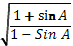 √((1 + sin A)/(1 − Sin A))